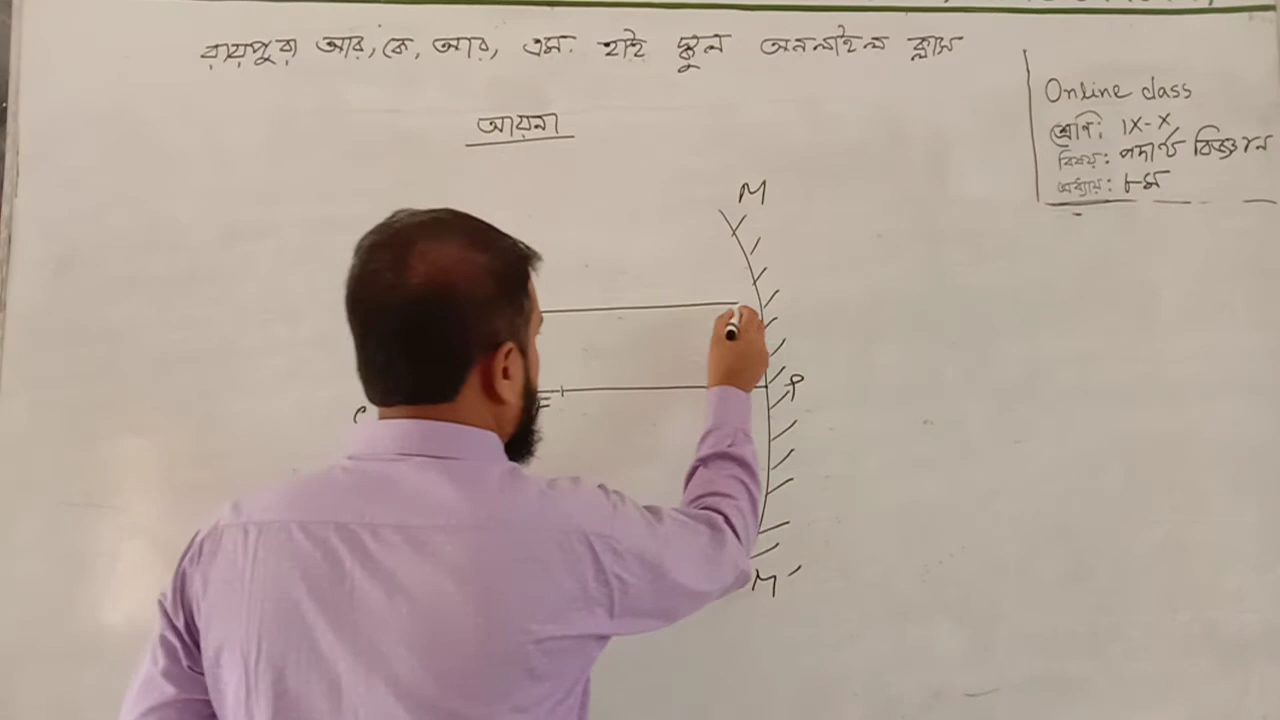 রায়পুরা আর, কে, আর, এম. হাই স্কুল অনলাইন ক্লাস
আয়না
Online class
শ্রেণি: IX-X
বিষয়: পদার্থ বিজ্ঞান
অধ্যায়: ৮ম
M
P
F
C
M'